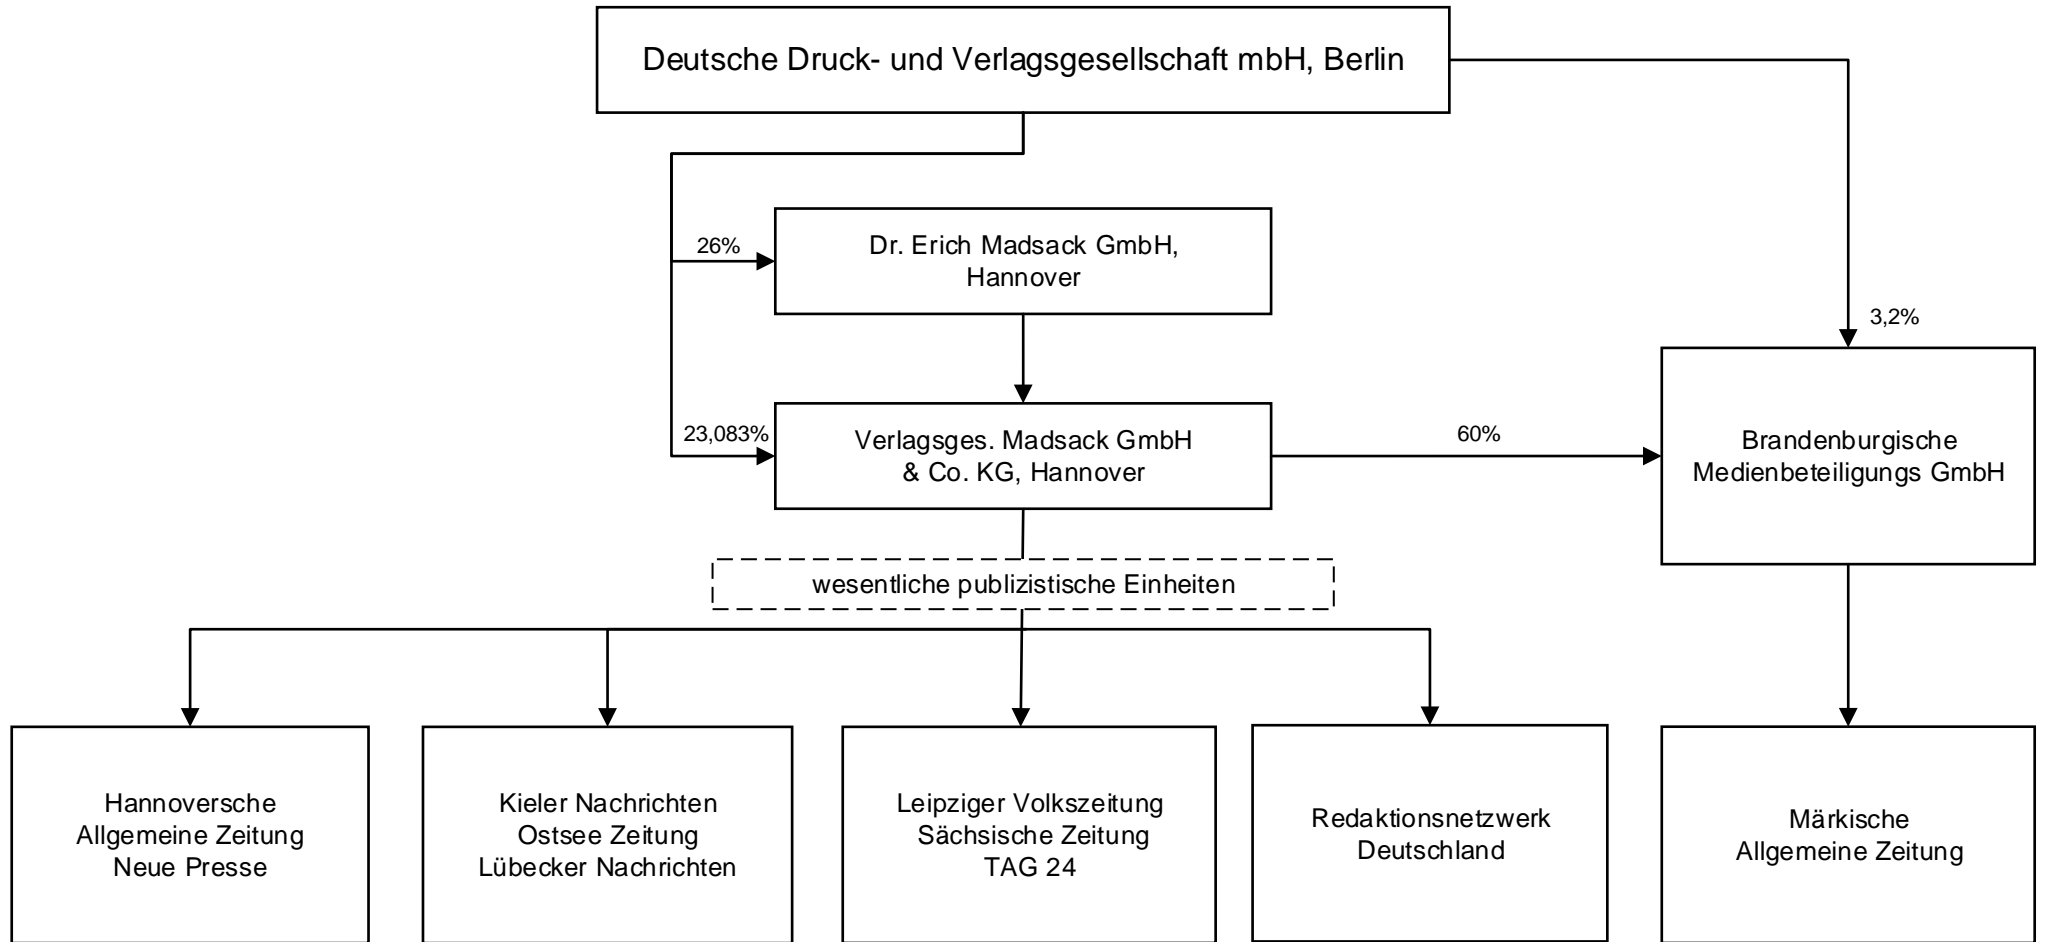 Deutsche Druck- und Verlagsgesellschaft mbH, Berlin
26%
Dr. Erich Madsack GmbH,
Hannover
3,2%
23,083%
Verlagsges. Madsack GmbH
& Co. KG, Hannover
60%
Brandenburgische
Medienbeteiligungs GmbH
wesentliche publizistische Einheiten
Hannoversche
Allgemeine Zeitung
Neue Presse
Kieler Nachrichten
Ostsee Zeitung
Lübecker Nachrichten
Leipziger Volkszeitung
Sächsische Zeitung
TAG 24
Redaktionsnetzwerk
Deutschland
Märkische
Allgemeine Zeitung